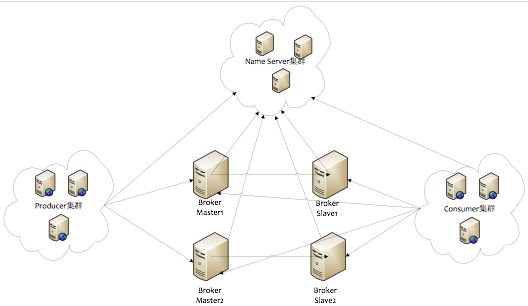 Name Server集群
Producer集群
Broker
Master1
Broker
Slave1
Consumer集群
Broker
Master2
Broker
Slave2